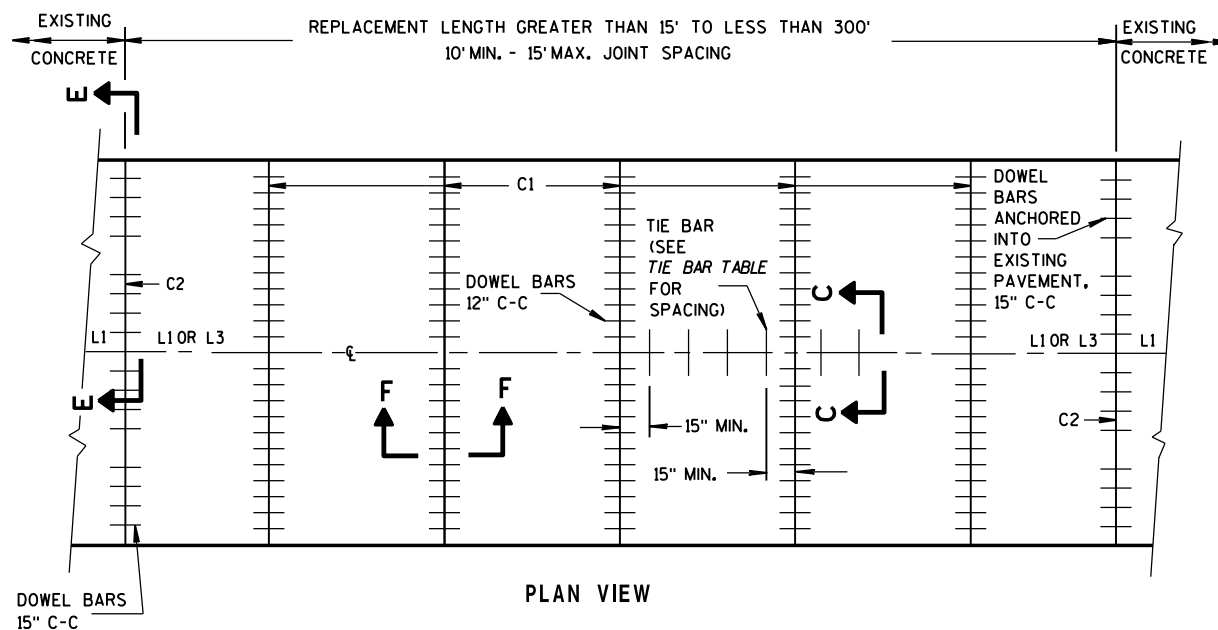 EXISTING
CONCRETE
REPLACEMENT LENGTH GREATER THAN 15' TO LESS THAN 300'
10' MIN. - 15' MAX. JOINT SPACING
EXISTING
CONCRETE
E
C1
DOWEL
BARS
ANCHORED
INTO
EXISTING
PAVEMENT,
15" C-C
TIE BAR
(SEE
TIE BAR TABLE
FOR
SPACING)
DOWEL BARS
12" C-C
C2
C
L1
L1 OR L3
℄
L1 OR L3
L1
E
F
F
C
C2
15" MIN.
15" MIN.
PLAN VIEW
DOWEL BARS
15" C-C